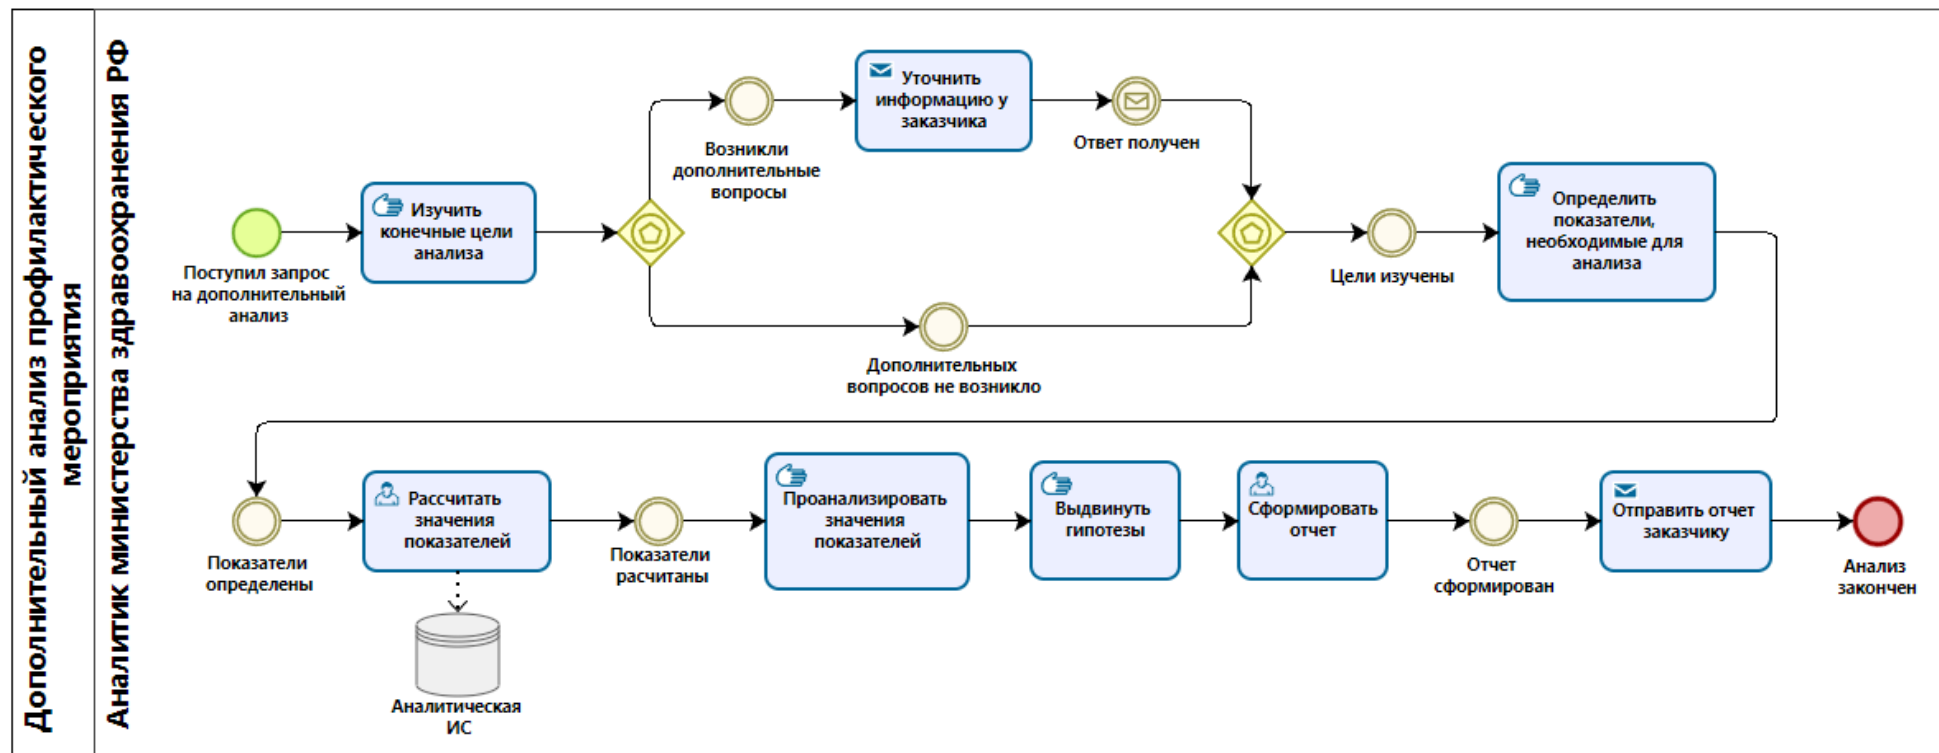 Дополнительный анализ профилактического
мероприятия
Аналитик министерства здравоохранения РФ
Поступил запрос
на дополнительный
анализ
Изучить
конечные цели
анализа
Возникли
дополнительные
вопросы
Уточнить
информацию у
заказчика
Ответ получен
Дополнительных
вопросов не возникло
Цели изучены
Определить
показатели,
необходимые для
анализа
Показатели
определены
Рассчитать
значения
показателей
Аналитическая
ИС
Показатели
расчитаны
Проанализировать
значения
показателей
Выдвинуть
гипотезы
Сформировать
отчет
Отчет
сформирован
Отправить отчет
заказчику
Анализ
закончен